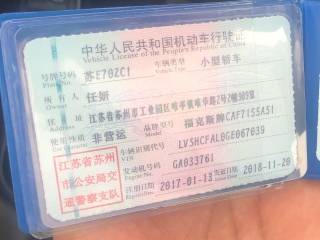 中华人民共和国机动车行驶证
Vehicle License of the People's Republic of China
号牌号码 苏E70ZC1 车辆类型 小型轿车
Plate No. Vehicle Type
所有人 任娇
Owner
住址 江苏省苏州市工业园区唯亭镇唯华路2号2幢505室
Address
使用性质 非营运 品牌型号 福克斯牌CAF7155A51
Use Character Model
江苏省苏州
市公安局交
通警察支队
车辆识别代号 LVSHCFAL0GE067039
VIN
发动机号码 GA033761
Engine No.
注册日期 2017-01-13 发证日期 2018-11-20
Register Date Issue Date